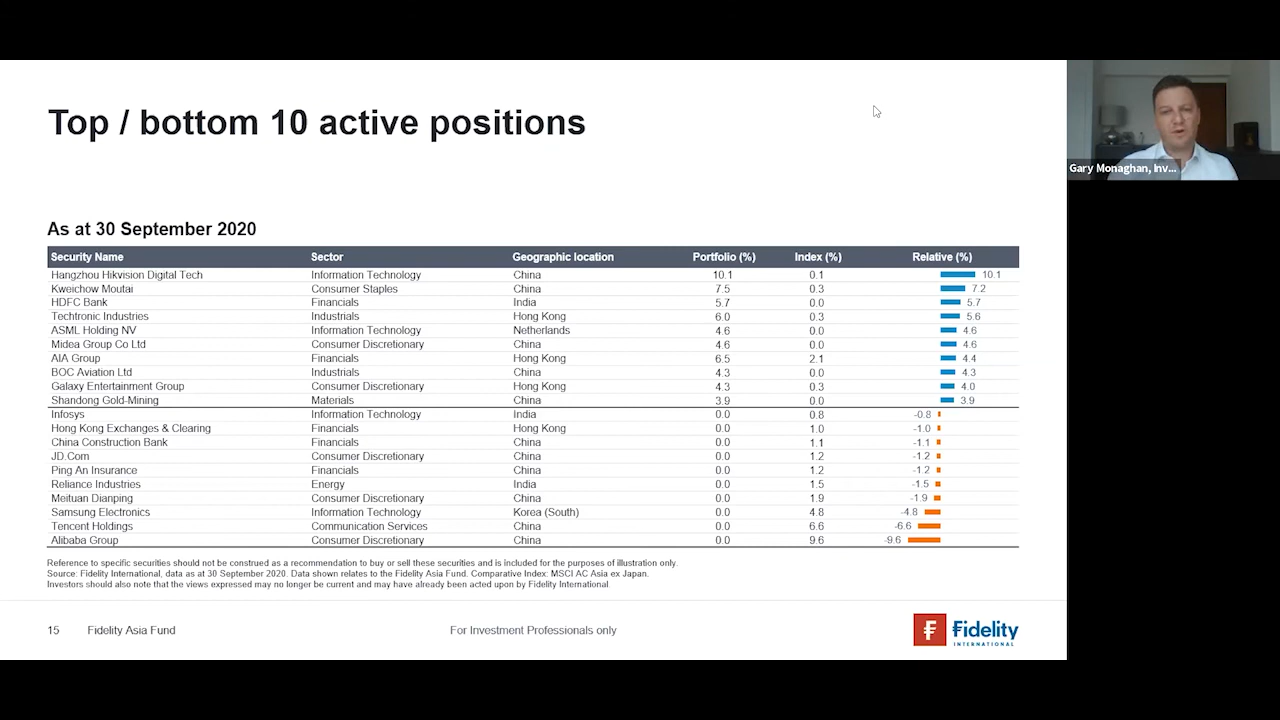 Top / bottom 10 active positions
Gary Monaghan, Inv...
As at 30 September 2020
Security Name Sector Geographic location Portfolio (%) Index (%) Relative (%)
Hangzhou Hikvision Digital Tech Information Technology China 10.1 0.1 10.1
Kweichow Moutai Consumer Staples China 7.5 0.3 7.2
HDFC Bank Financials India 5.7 0.0 5.7
Techtronic Industries Industrials Hong Kong 6.0 0.3 5.6
ASML Holding NV Information Technology Netherlands 4.6 0.0 4.6
Midea Group Co Ltd Consumer Discretionary China 4.6 0.0 4.6
AIA Group Financials Hong Kong 6.5 2.1 4.4
BOC Aviation Ltd Industrials China 4.3 0.0 4.3
Galaxy Entertainment Group Consumer Discretionary Hong Kong 4.3 0.3 4.0
Shandong Gold-Mining Materials China 3.9 0.0 3.9
Infosys Information Technology India 0.0 0.8 -0.8
Hong Kong Exchanges & Clearing Financials Hong Kong 0.0 1.0 -1.0
China Construction Bank Financials China 0.0 1.1 -1.1
JD.Com Consumer Discretionary China 0.0 1.2 -1.2
Ping An Insurance Financials China 0.0 1.2 -1.2
Reliance Industries Energy India 0.0 1.5 -1.5
Meituan Dianping Consumer Discretionary China 0.0 1.9 -1.9
Samsung Electronics Information Technology Korea (South) 0.0 4.8 -4.8
Tencent Holdings Communication Services China 0.0 6.6 -6.6
Alibaba Group Consumer Discretionary China 0.0 9.6 -9.6
Reference to specific securities should not be construed as a recommendation to buy or sell these securities and is included for the purposes of illustration only.
Source: Fidelity International, data as at 30 September 2020. Data shown relates to the Fidelity Asia Fund. Comparative Index: MSCI AC Asia ex Japan.
Investors should also note that the views expressed may no longer be current and may have already been acted upon by Fidelity International
15 Fidelity Asia Fund For Investment Professionals only
Fidelity
INTERNATIONAL